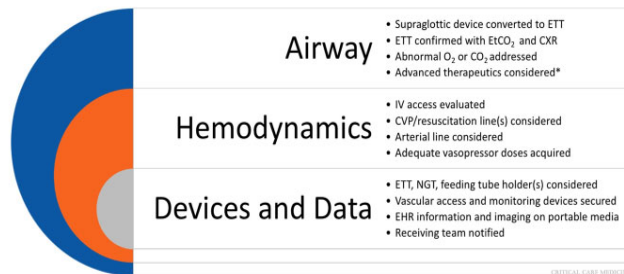 Airway
• Supraglottic device converted to ETT
• ETT confirmed with EtCO₂ and CXR
• Abnormal O₂ or CO₂ addressed
• Advanced therapeutics considered*
Hemodynamics
• IV access evaluated
• CVP/resuscitation line(s) considered
• Arterial line considered
• Adequate vasopressor doses acquired
Devices and Data
• ETT, NGT, feeding tube holder(s) considered
• Vascular access and monitoring devices secured
• EHR information and imaging on portable media
• Receiving team notified
CRITICAL CARE MEDICINE